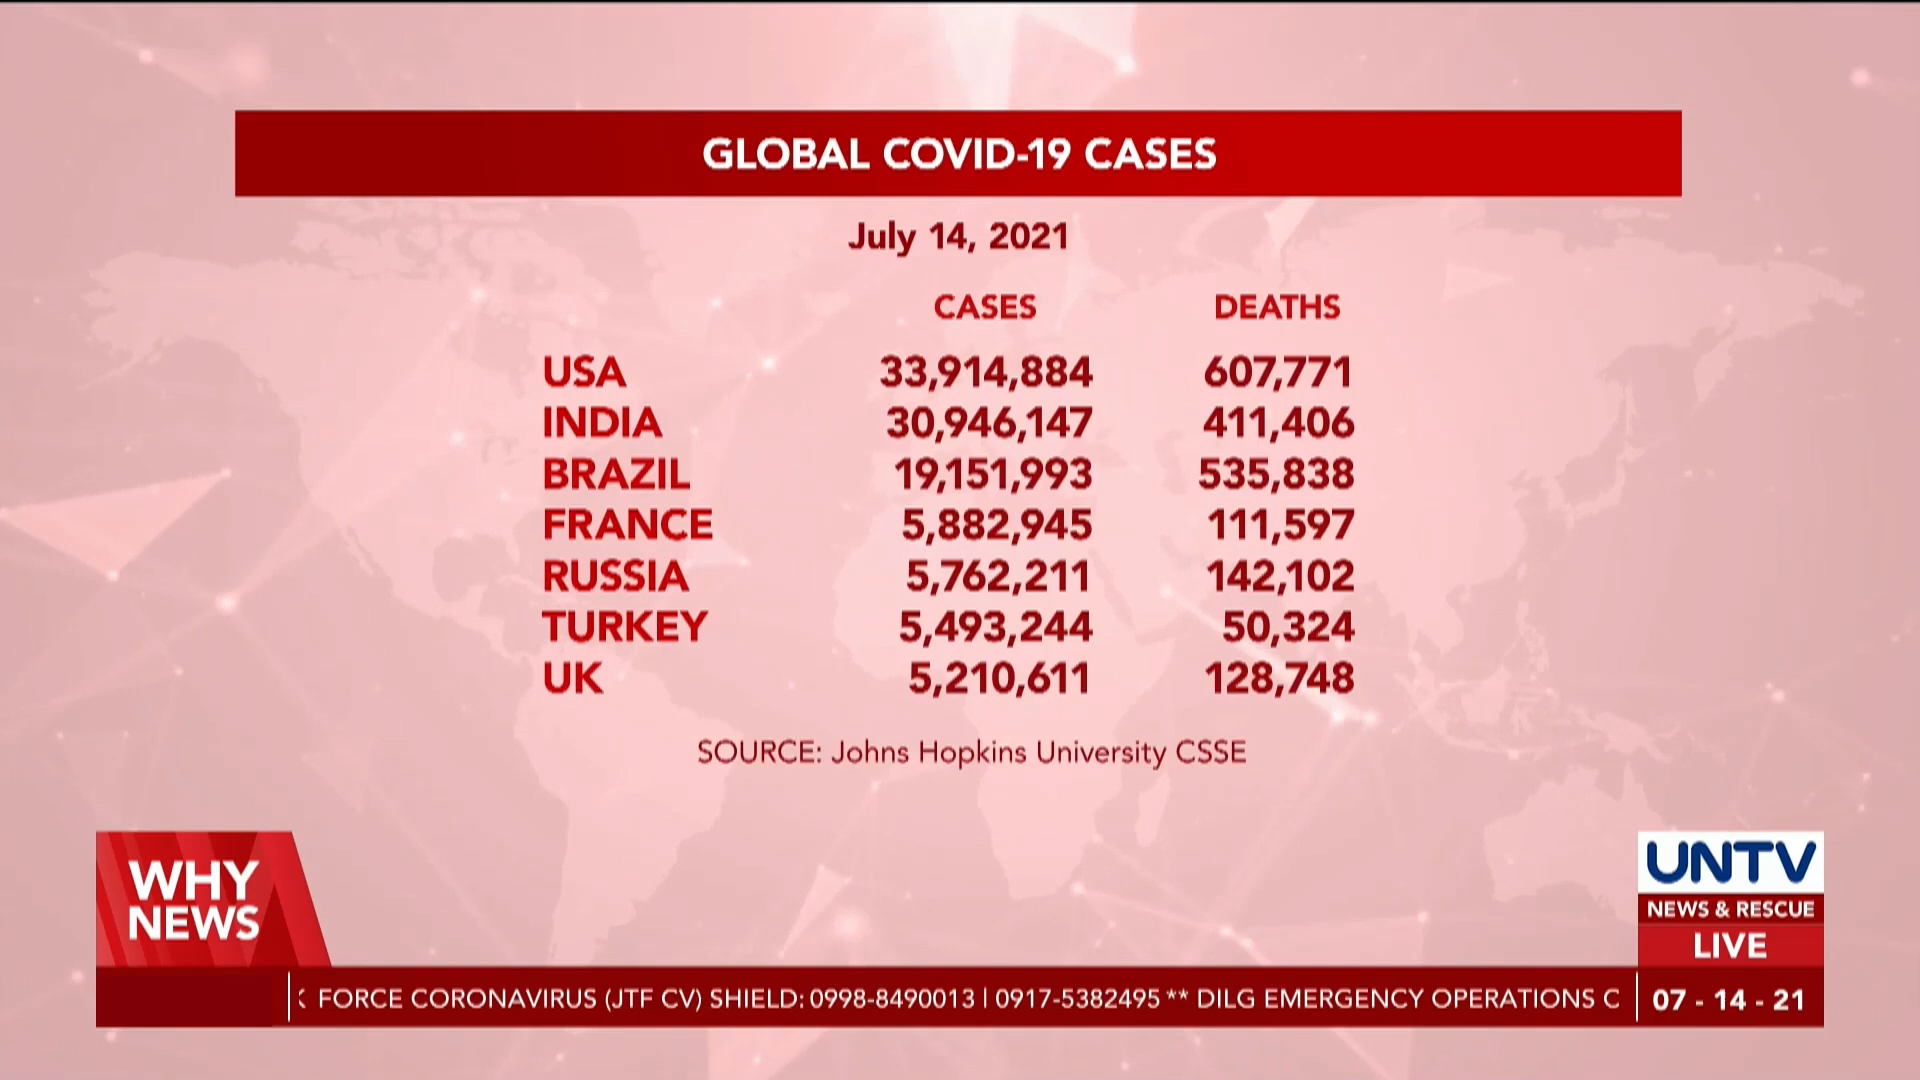 GLOBAL COVID-19 CASES
July 14, 2021
CASES DEATHS
USA 33,914,884 607,771
INDIA 30,946,147 411,406
BRAZIL 19,151,993 535,838
FRANCE 5,882,945 111,597
RUSSIA 5,762,211 142,102
TURKEY 5,493,244 50,324
UK 5,210,611 128,748
SOURCE: Johns Hopkins University CSSE
WHY
NEWS
UNTV
NEWS & RESCUE
LIVE
FORCE CORONAVIRUS (JTF CV) SHIELD: 0998-8490013 | 0917-5382495 ** DILG EMERGENCY OPERATIONS C
07 - 14 - 21